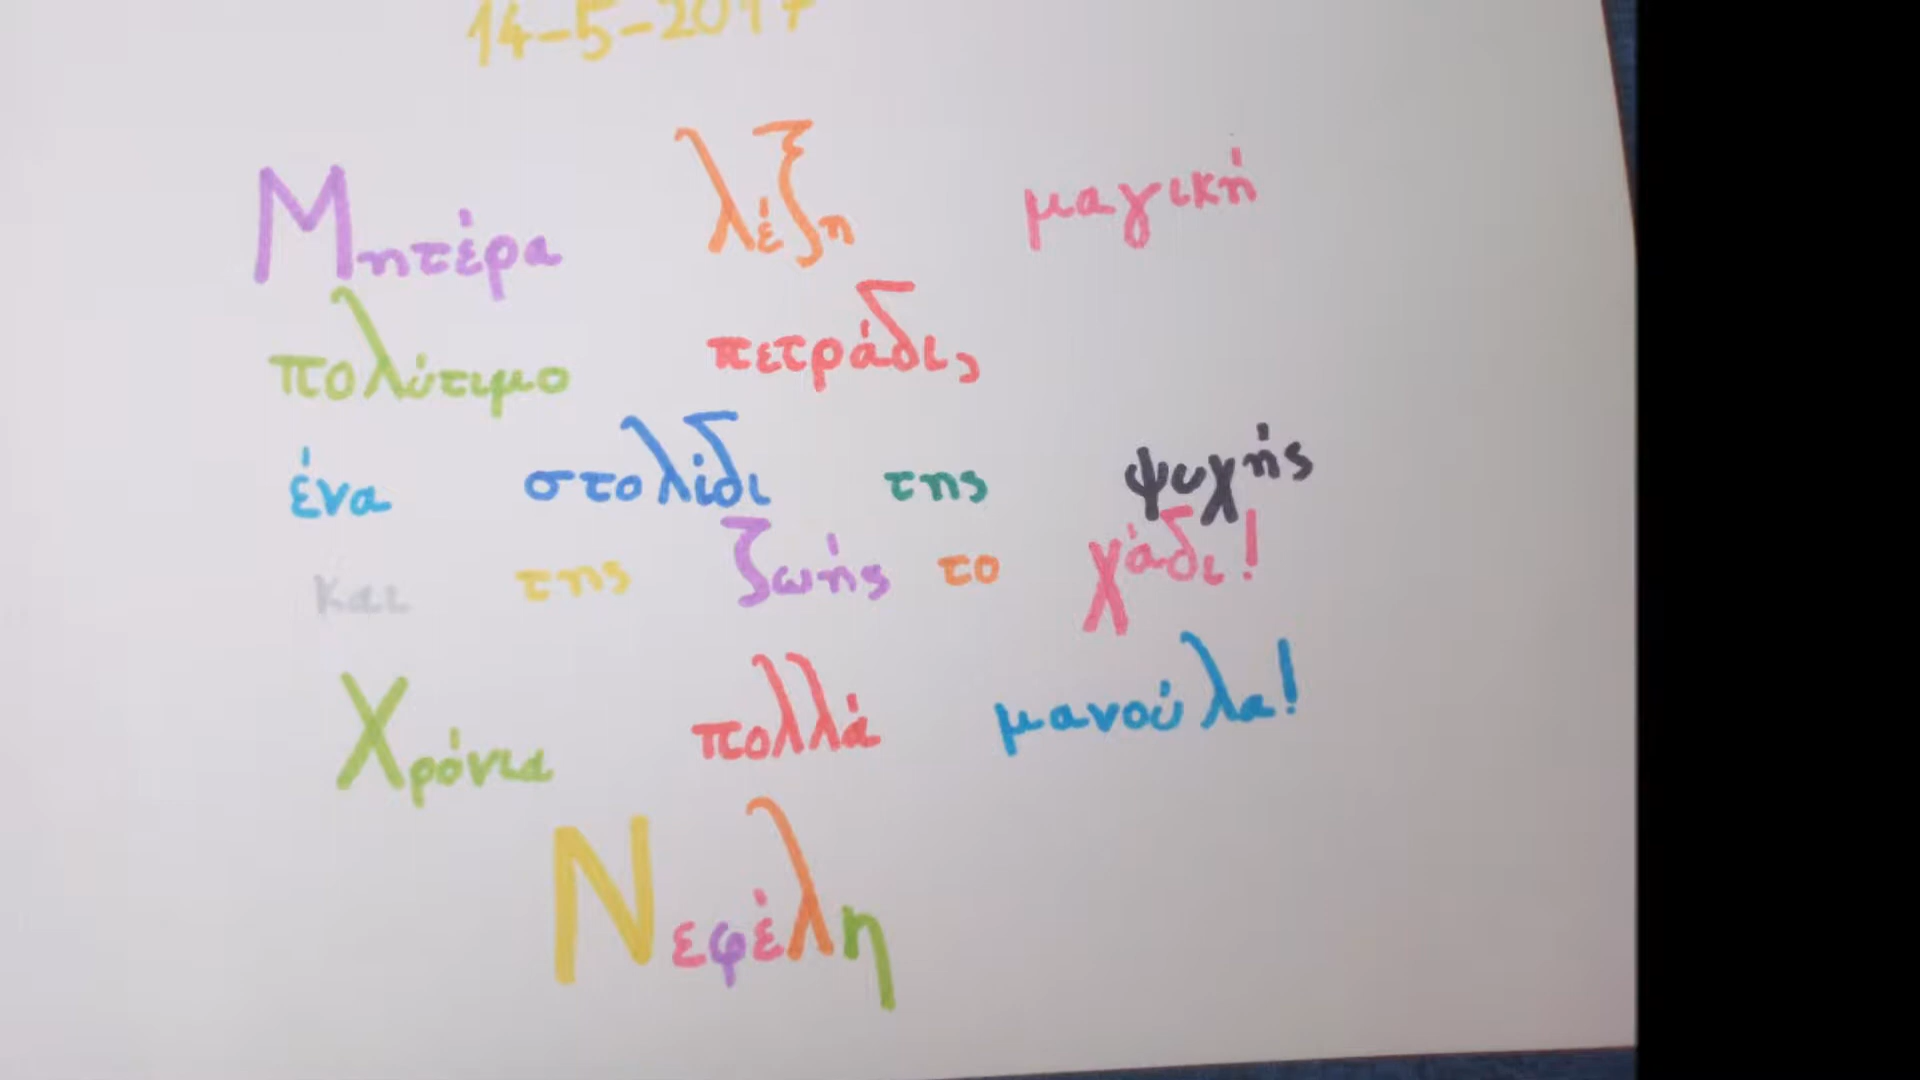 14-5-2017
Μητέρα λέξη μαγική
πολύτιμο πετράδι,
ένα στολίδι της ψυχής
και της ζωής το χάδι!
Χρόνια πολλά μανούλα!
Νεφέλη